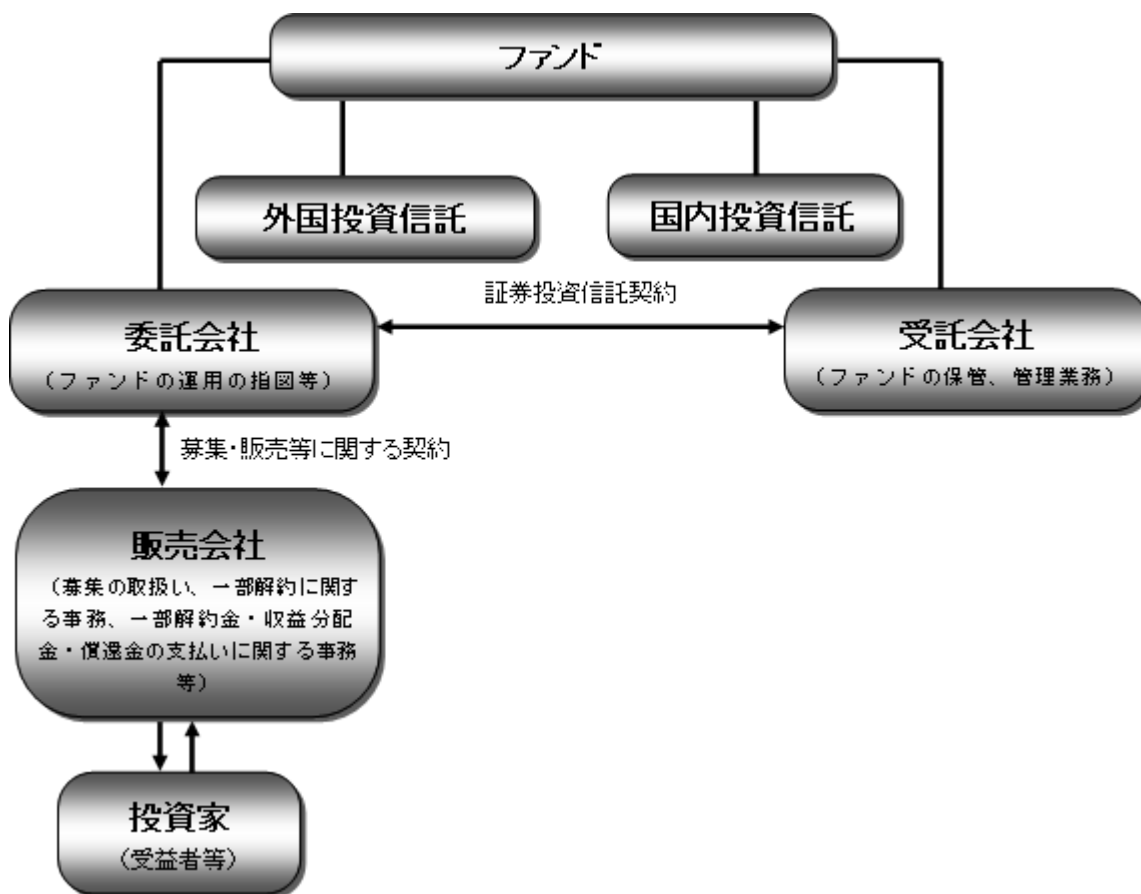 ファンド
外国投資信託
国内投資信託
証券投資信託契約
委託会社
（ファンドの運用の指図等）
受託会社
（ファンドの保管、管理業務）
募集・販売等に関する契約
販売会社
（募集の取扱い、一部解約に関す
る事務、一部解約金・収益分配
金・償還金の支払いに関する事務
等）
投資家
（受益者等）